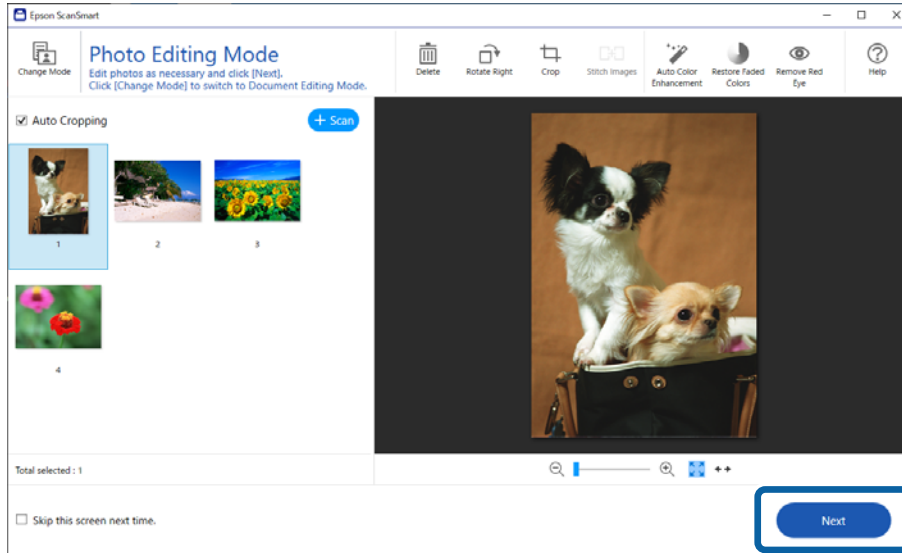 Epson ScanSmart
Change Mode
Photo Editing Mode
Edit photos as necessary and click [Next].
Click [Change Mode] to switch to Document Editing Mode.
Delete
Rotate Right
Crop
Stitch Images
Auto Color
Enhancement
Restore Faded
Colors
Remove Red
Eye
Help
Auto Cropping
+ Scan
1
2
3
4
Total selected : 1
Skip this screen next time.
Next